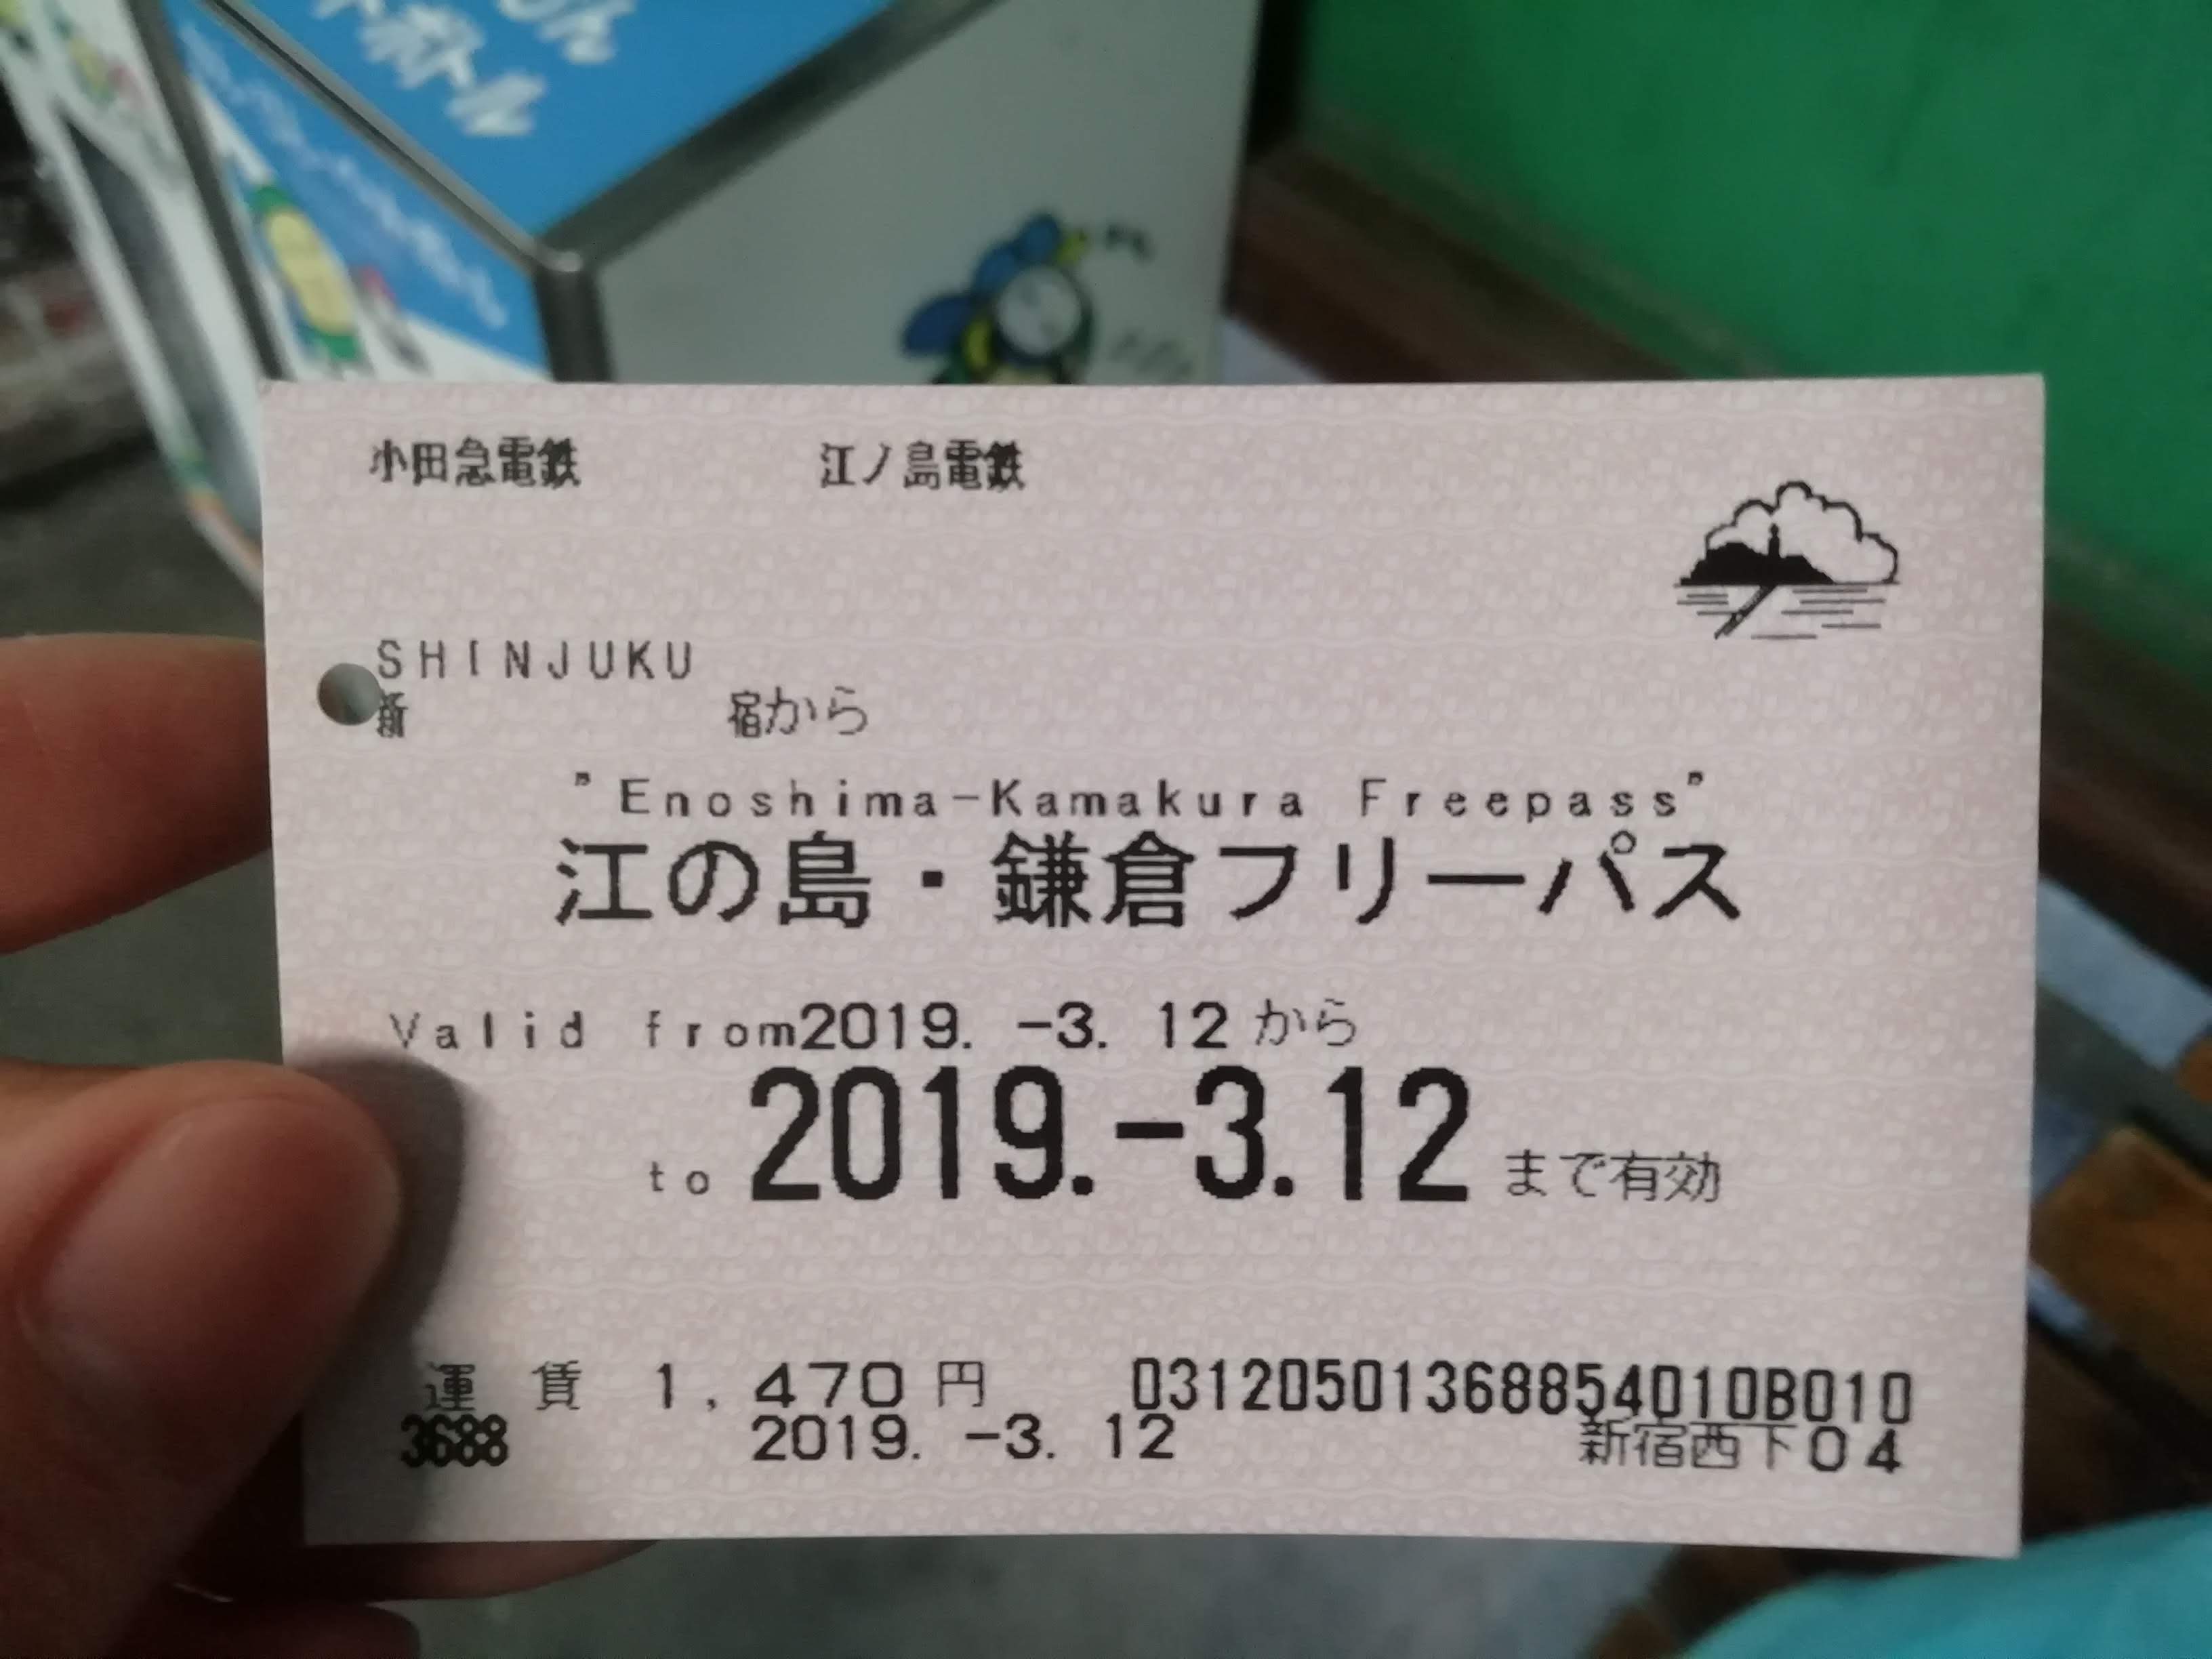 ボトル
小田急電鉄 江ノ島電鉄
SHINJUKU
新 宿から
"Enoshima-Kamakura Freepass"
江の島・鎌倉フリーパス
Valid from2019. -3. 12から
to 2019.-3.12まで有効
運 賃 1,470円 03120501368854010B010
3688 2019. -3. 12 新宿西下04